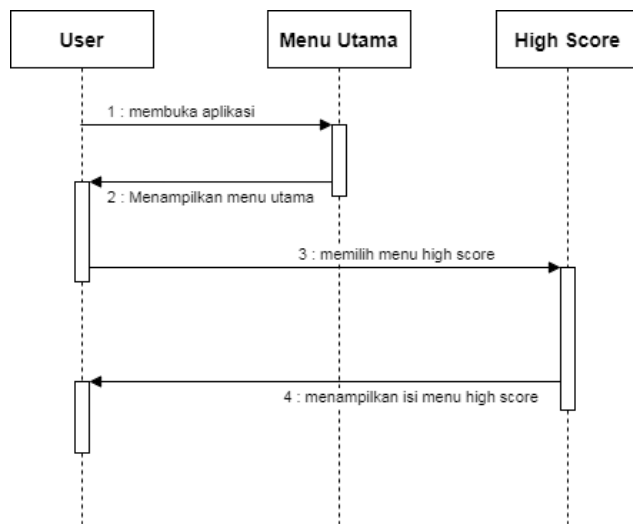 User
Menu Utama
High Score
1 : membuka aplikasi
2 : Menampilkan menu utama
3 : memilih menu high score
4 : menampilkan isi menu high score